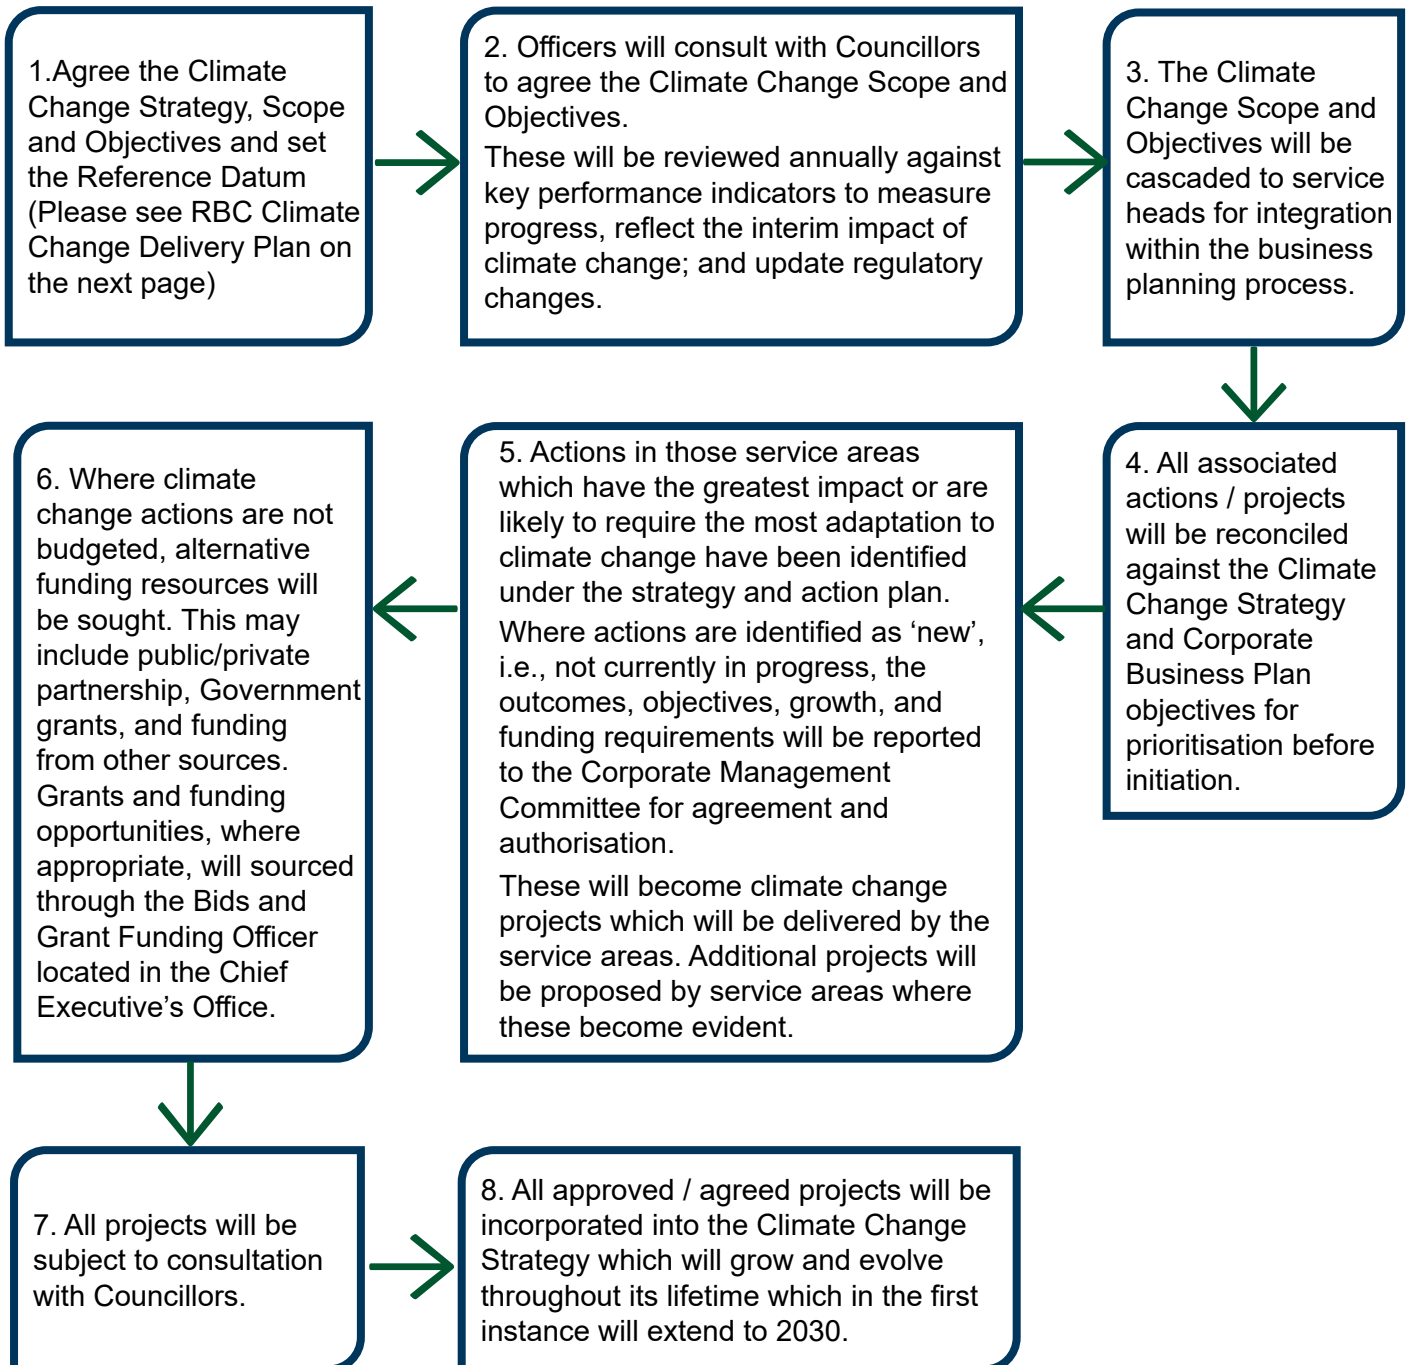 1.Agree the Climate
Change Strategy, Scope
and Objectives and set
the Reference Datum
(Please see RBC Climate
Change Delivery Plan on
the next page)
2. Officers will consult with Councillors
to agree the Climate Change Scope and
Objectives.
These will be reviewed annually against
key performance indicators to measure
progress, reflect the interim impact of
climate change; and update regulatory
changes.
3. The Climate
Change Scope and
Objectives will be
cascaded to service
heads for integration
within the business
planning process.
4. All associated
actions / projects
will be reconciled
against the Climate
Change Strategy
and Corporate
Business Plan
objectives for
prioritisation before
initiation.
5. Actions in those service areas
which have the greatest impact or are
likely to require the most adaptation to
climate change have been identified
under the strategy and action plan.
Where actions are identified as ‘new’,
i.e., not currently in progress, the
outcomes, objectives, growth, and
funding requirements will be reported
to the Corporate Management
Committee for agreement and
authorisation.
These will become climate change
projects which will be delivered by the
service areas. Additional projects will
be proposed by service areas where
these become evident.
6. Where climate
change actions are not
budgeted, alternative
funding resources will
be sought. This may
include public/private
partnership, Government
grants, and funding
from other sources.
Grants and funding
opportunities, where
appropriate, will sourced
through the Bids and
Grant Funding Officer
located in the Chief
Executive’s Office.
7. All projects will be
subject to consultation
with Councillors.
8. All approved / agreed projects will be
incorporated into the Climate Change
Strategy which will grow and evolve
throughout its lifetime which in the first
instance will extend to 2030.